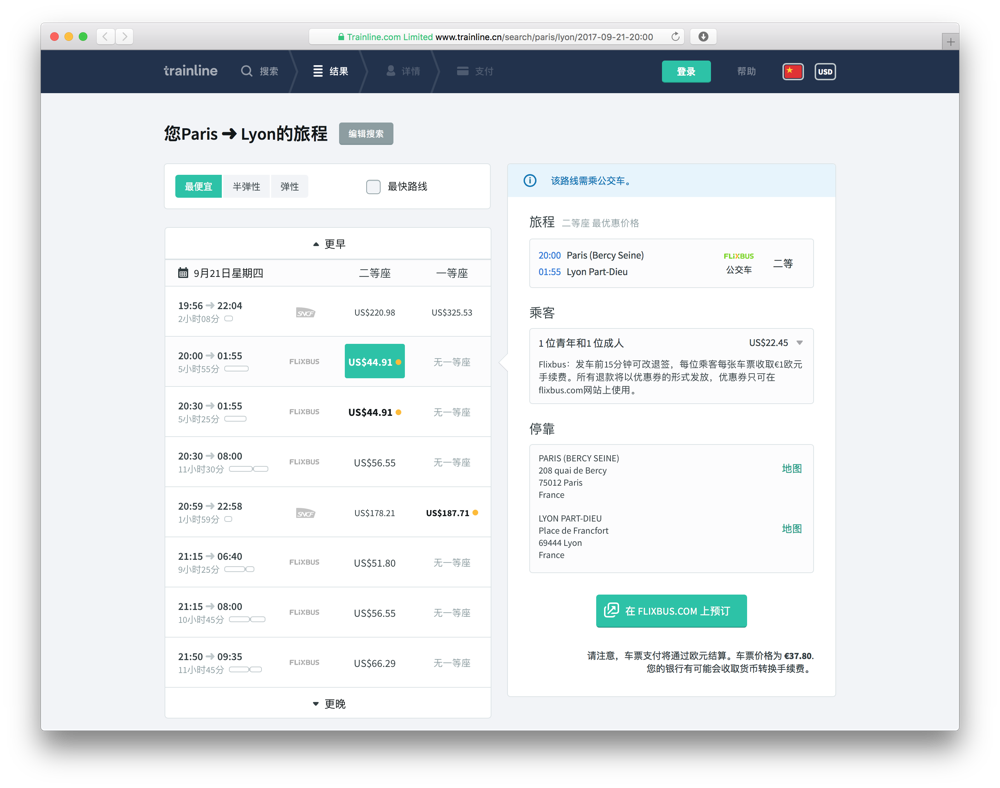 Trainline.com Limited www.trainline.cn/search/paris/lyon/2017-09-21-20:00
trainline 搜索 结果 详情 支付 登录 帮助 USD
您Paris ➜ Lyon的旅程 编辑搜索
最便宜 半弹性 弹性 最快路线
更早
9月21日星期四 二等座 一等座
19:56 ➜ 22:04
2小时08分
SNCF US$220.98 US$325.53
20:00 ➜ 01:55
5小时55分
FLiXBUS US$44.91 无一等座
20:30 ➜ 01:55
5小时25分
FLiXBUS US$44.91 无一等座
20:30 ➜ 08:00
11小时30分
FLiXBUS US$56.55 无一等座
20:59 ➜ 22:58
1小时59分
SNCF US$178.21 US$187.71
21:15 ➜ 06:40
9小时25分
FLiXBUS US$51.80 无一等座
21:15 ➜ 08:00
10小时45分
FLiXBUS US$56.55 无一等座
21:50 ➜ 09:35
11小时45分
FLiXBUS US$66.29 无一等座
更晚
该路线需乘公交车。
旅程 二等座 最优惠价格
20:00 Paris (Bercy Seine)
01:55 Lyon Part-Dieu
FLiXBUS
公交车
二等
乘客
1 位青年和1 位成人 US$22.45
Flixbus：发车前15分钟可改退签，每位乘客每张车票收取€1欧元
手续费。所有退款将以优惠券的形式发放，优惠券只可在
flixbus.com网站上使用。
停靠
PARIS (BERCY SEINE)
208 quai de Bercy
75012 Paris
France
地图
LYON PART-DIEU
Place de Francfort
69444 Lyon
France
地图
在 FLIXBUS.COM 上预订
请注意，车票支付将通过欧元结算。车票价格为 €37.80.
您的银行有可能会收取货币转换手续费。